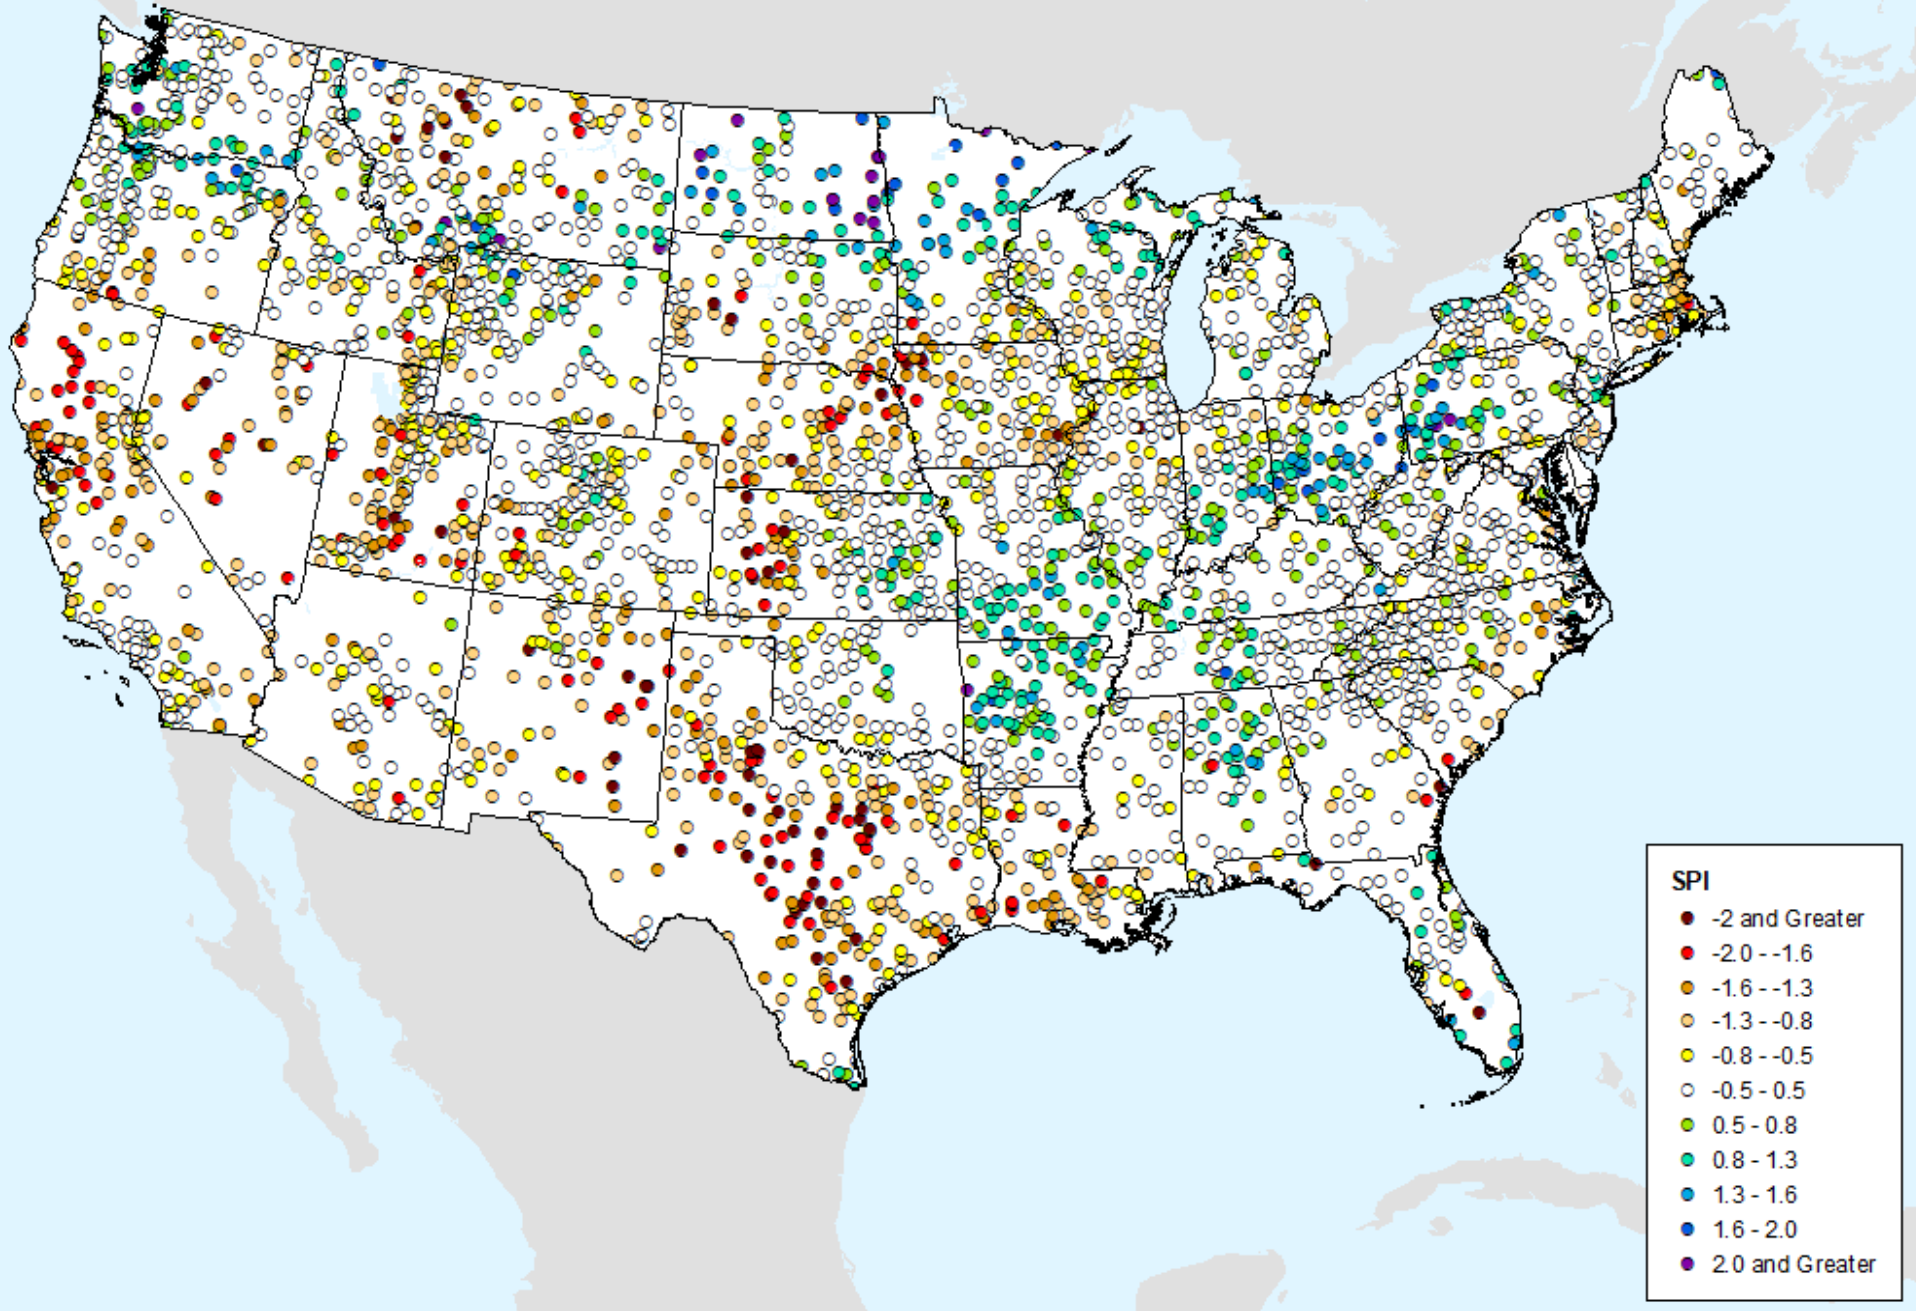 SPI
-2 and Greater
-2.0 - -1.6
-1.6 - -1.3
-1.3 - -0.8
-0.8 - -0.5
-0.5 - 0.5
0.5 - 0.8
0.8 - 1.3
1.3 - 1.6
1.6 - 2.0
2.0 and Greater